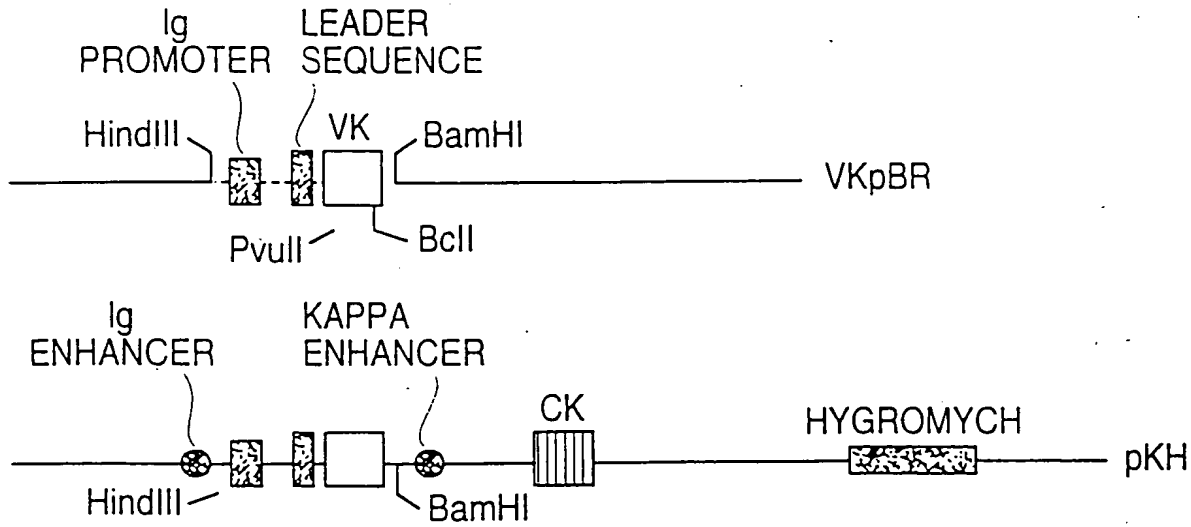 Ig
PROMOTER
LEADER
SEQUENCE
HindIII
VK
BamHI
VKpBR
PvuII
BclI
Ig
ENHANCER
KAPPA
ENHANCER
CK
HYGROMYCH
pKH
HindIII
BamHI